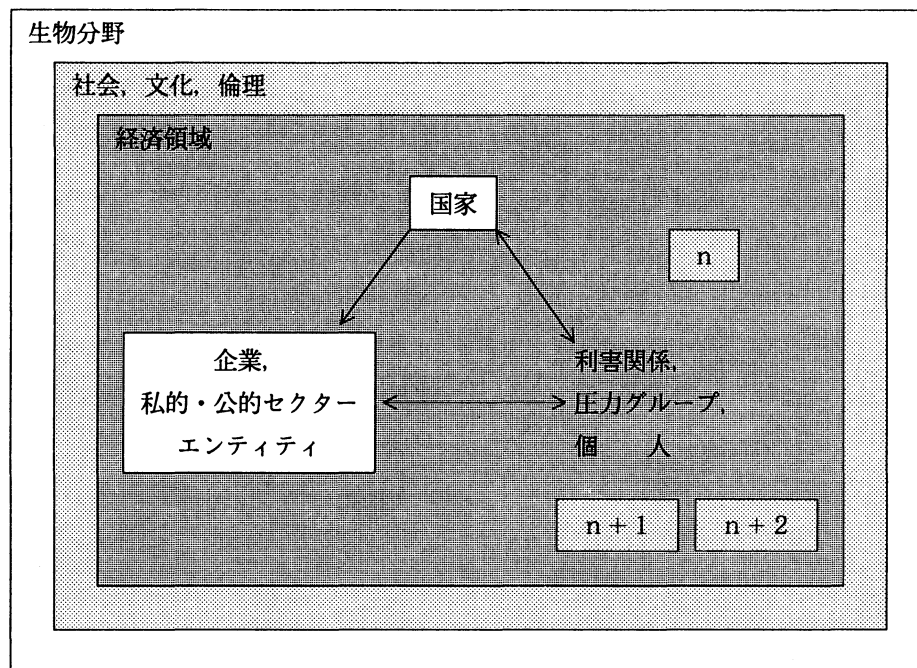 生物分野
社会，文化，倫理
経済領域
国家
n
企業，
私的・公的セクター
エンティティ
利害関係，
圧力グループ，
個　人
n + 1
n + 2